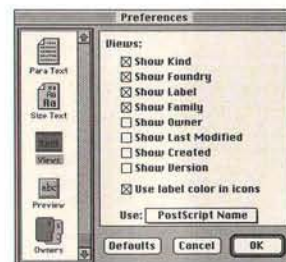 Preferences
Para Text
Size Text
Views
Preview
abc
Owners
Views:
Show Kind
Show Foundry
Show Label
Show Family
Show Owner
Show Last Modified
Show Created
Show Version
Use label color in icons
Use: PostScript Name
Defaults Cancel OK